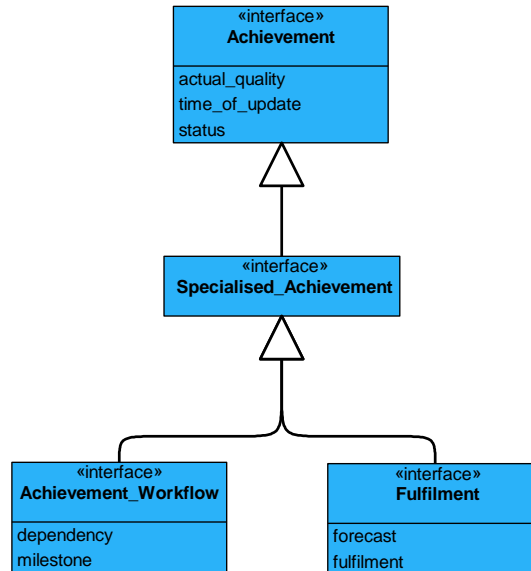 «interface»
Achievement
actual_quality
time_of_update
status
«interface»
Specialised_Achievement
«interface»
Achievement_Workflow
dependency
milestone
«interface»
Fulfilment
forecast
fulfilment